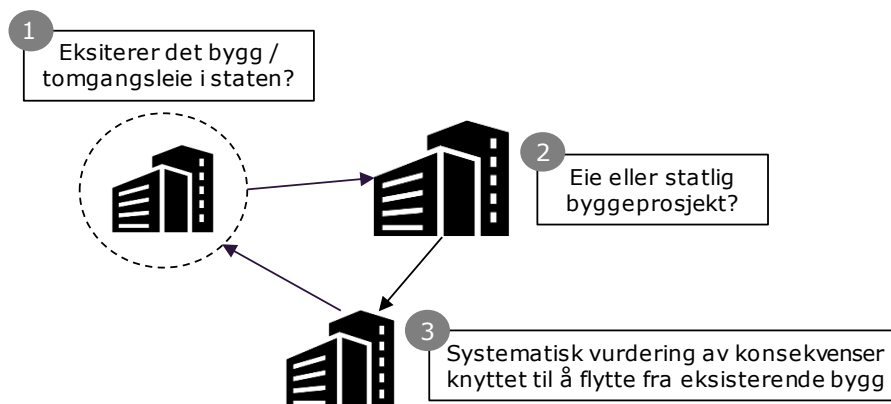 1
Eksiterer det bygg /
tomgangsleie i staten?
2
Eie eller statlig
byggeprosjekt?
3
Systematisk vurdering av konsekvenser
knyttet til å flytte fra eksisterende bygg